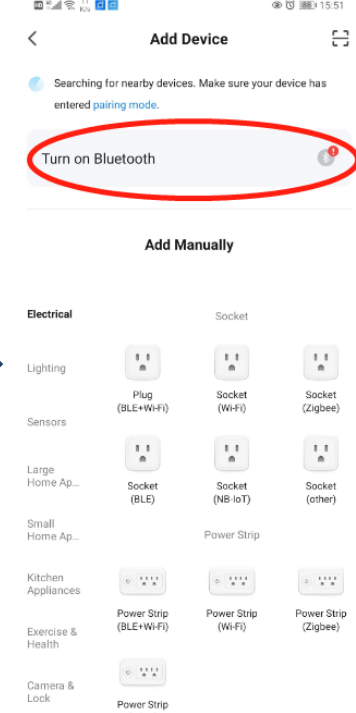 15:51
Add Device
Searching for nearby devices. Make sure your device has
entered pairing mode.
Turn on Bluetooth
Add Manually
Electrical
Socket
Lighting
Plug
(BLE+Wi-Fi)
Socket
(Wi-Fi)
Socket
(Zigbee)
Sensors
Large
Home Ap...
Socket
(BLE)
Socket
(NB-IoT)
Socket
(other)
Small
Home Ap...
Power Strip
Kitchen
Appliances
Power Strip
(BLE+Wi-Fi)
Power Strip
(Wi-Fi)
Power Strip
(Zigbee)
Exercise &
Health
Camera &
Lock
Power Strip